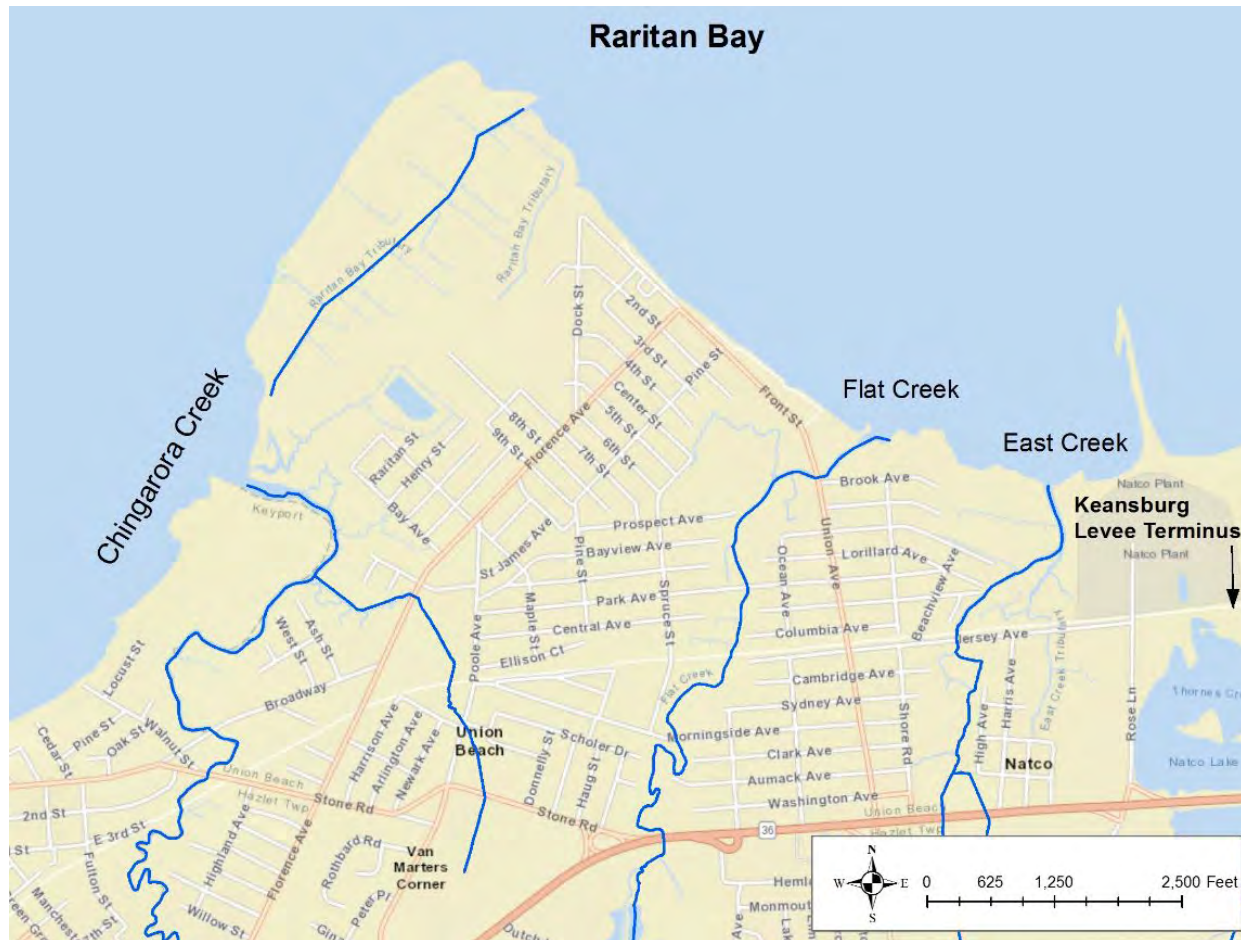 Raritan Bay
Raritan Bay Tributary
Raritan Bay Tributary
Chingarora Creek
Keyport
Flat Creek
East Creek
Natco Plant
Keansburg
Levee Terminus
Natco Plant
Dock St
2nd St
3rd St
4th St
Pine St
Center St
5th St
6th St
7th St
8th St
9th St
Florence Ave
Front St
Raritan St
Henry St
Bay Ave
St James Ave
Prospect Ave
Bayview Ave
Pine St
Park Ave
Maple St
Spruce St
Central Ave
Ellison Ct
Poole Ave
Brook Ave
Union Ave
Lorillard Ave
Ocean Ave
Beachview Ave
Columbia Ave
Jersey Ave
Cambridge Ave
Sydney Ave
Flat Creek
Morningside Ave
Clark Ave
Aumack Ave
Washington Ave
Shore Rd
High Ave
Harris Ave
East Creek Tributary
Rose Ln
Natco
Natco Lake
Union Beach
Hazlet Twp
Locust St
West St
Ash St
Broadway
Cedar St
Pine St
Oak St
Walnut St
Harrison Ave
Arlington Ave
Newark Ave
Union
Beach
Donnelly St
Scholer Dr
Haug St
Stone Rd
Stone Rd
Union Beach
Hazlet Twp
2nd St
E 3rd St
Highland Ave
Florence Ave
Rothbard Rd
Van
Marters
Corner
Fulton St
Willow St
Peter Pl
36
N
W
E
S
0 625 1,250 2,500 Feet